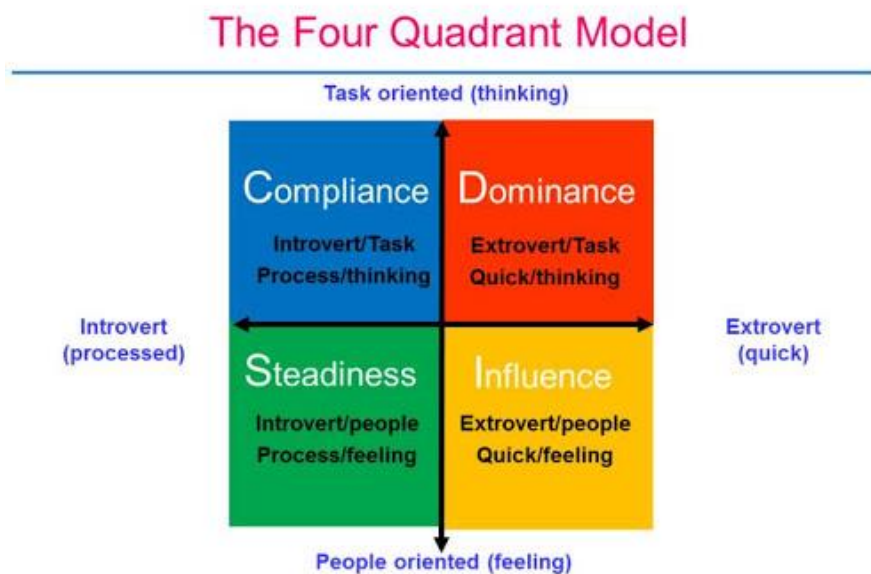 The Four Quadrant Model
Task oriented (thinking)
Compliance
Introvert/Task
Process/thinking
Dominance
Extrovert/Task
Quick/thinking
Introvert
(processed)
Extrovert
(quick)
Steadiness
Introvert/people
Process/feeling
Influence
Extrovert/people
Quick/feeling
People oriented (feeling)